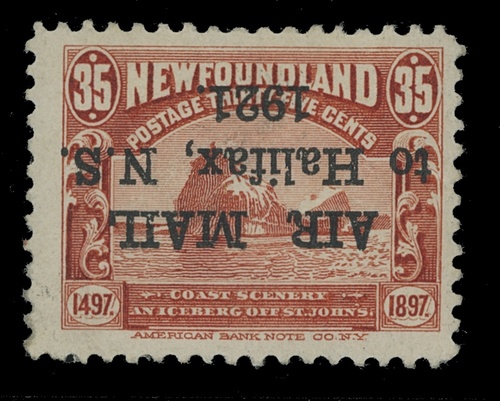 35 NEWFOUNDLAND 35
POSTAGE THIRTY FIVE CENTS
AIR MAIL
to Halifax, N.S.
1921.
1497. COAST SCENERY 1897.
AN ICEBERG OFF ST. JOHNS.
AMERICAN BANK NOTE CO. N.Y.